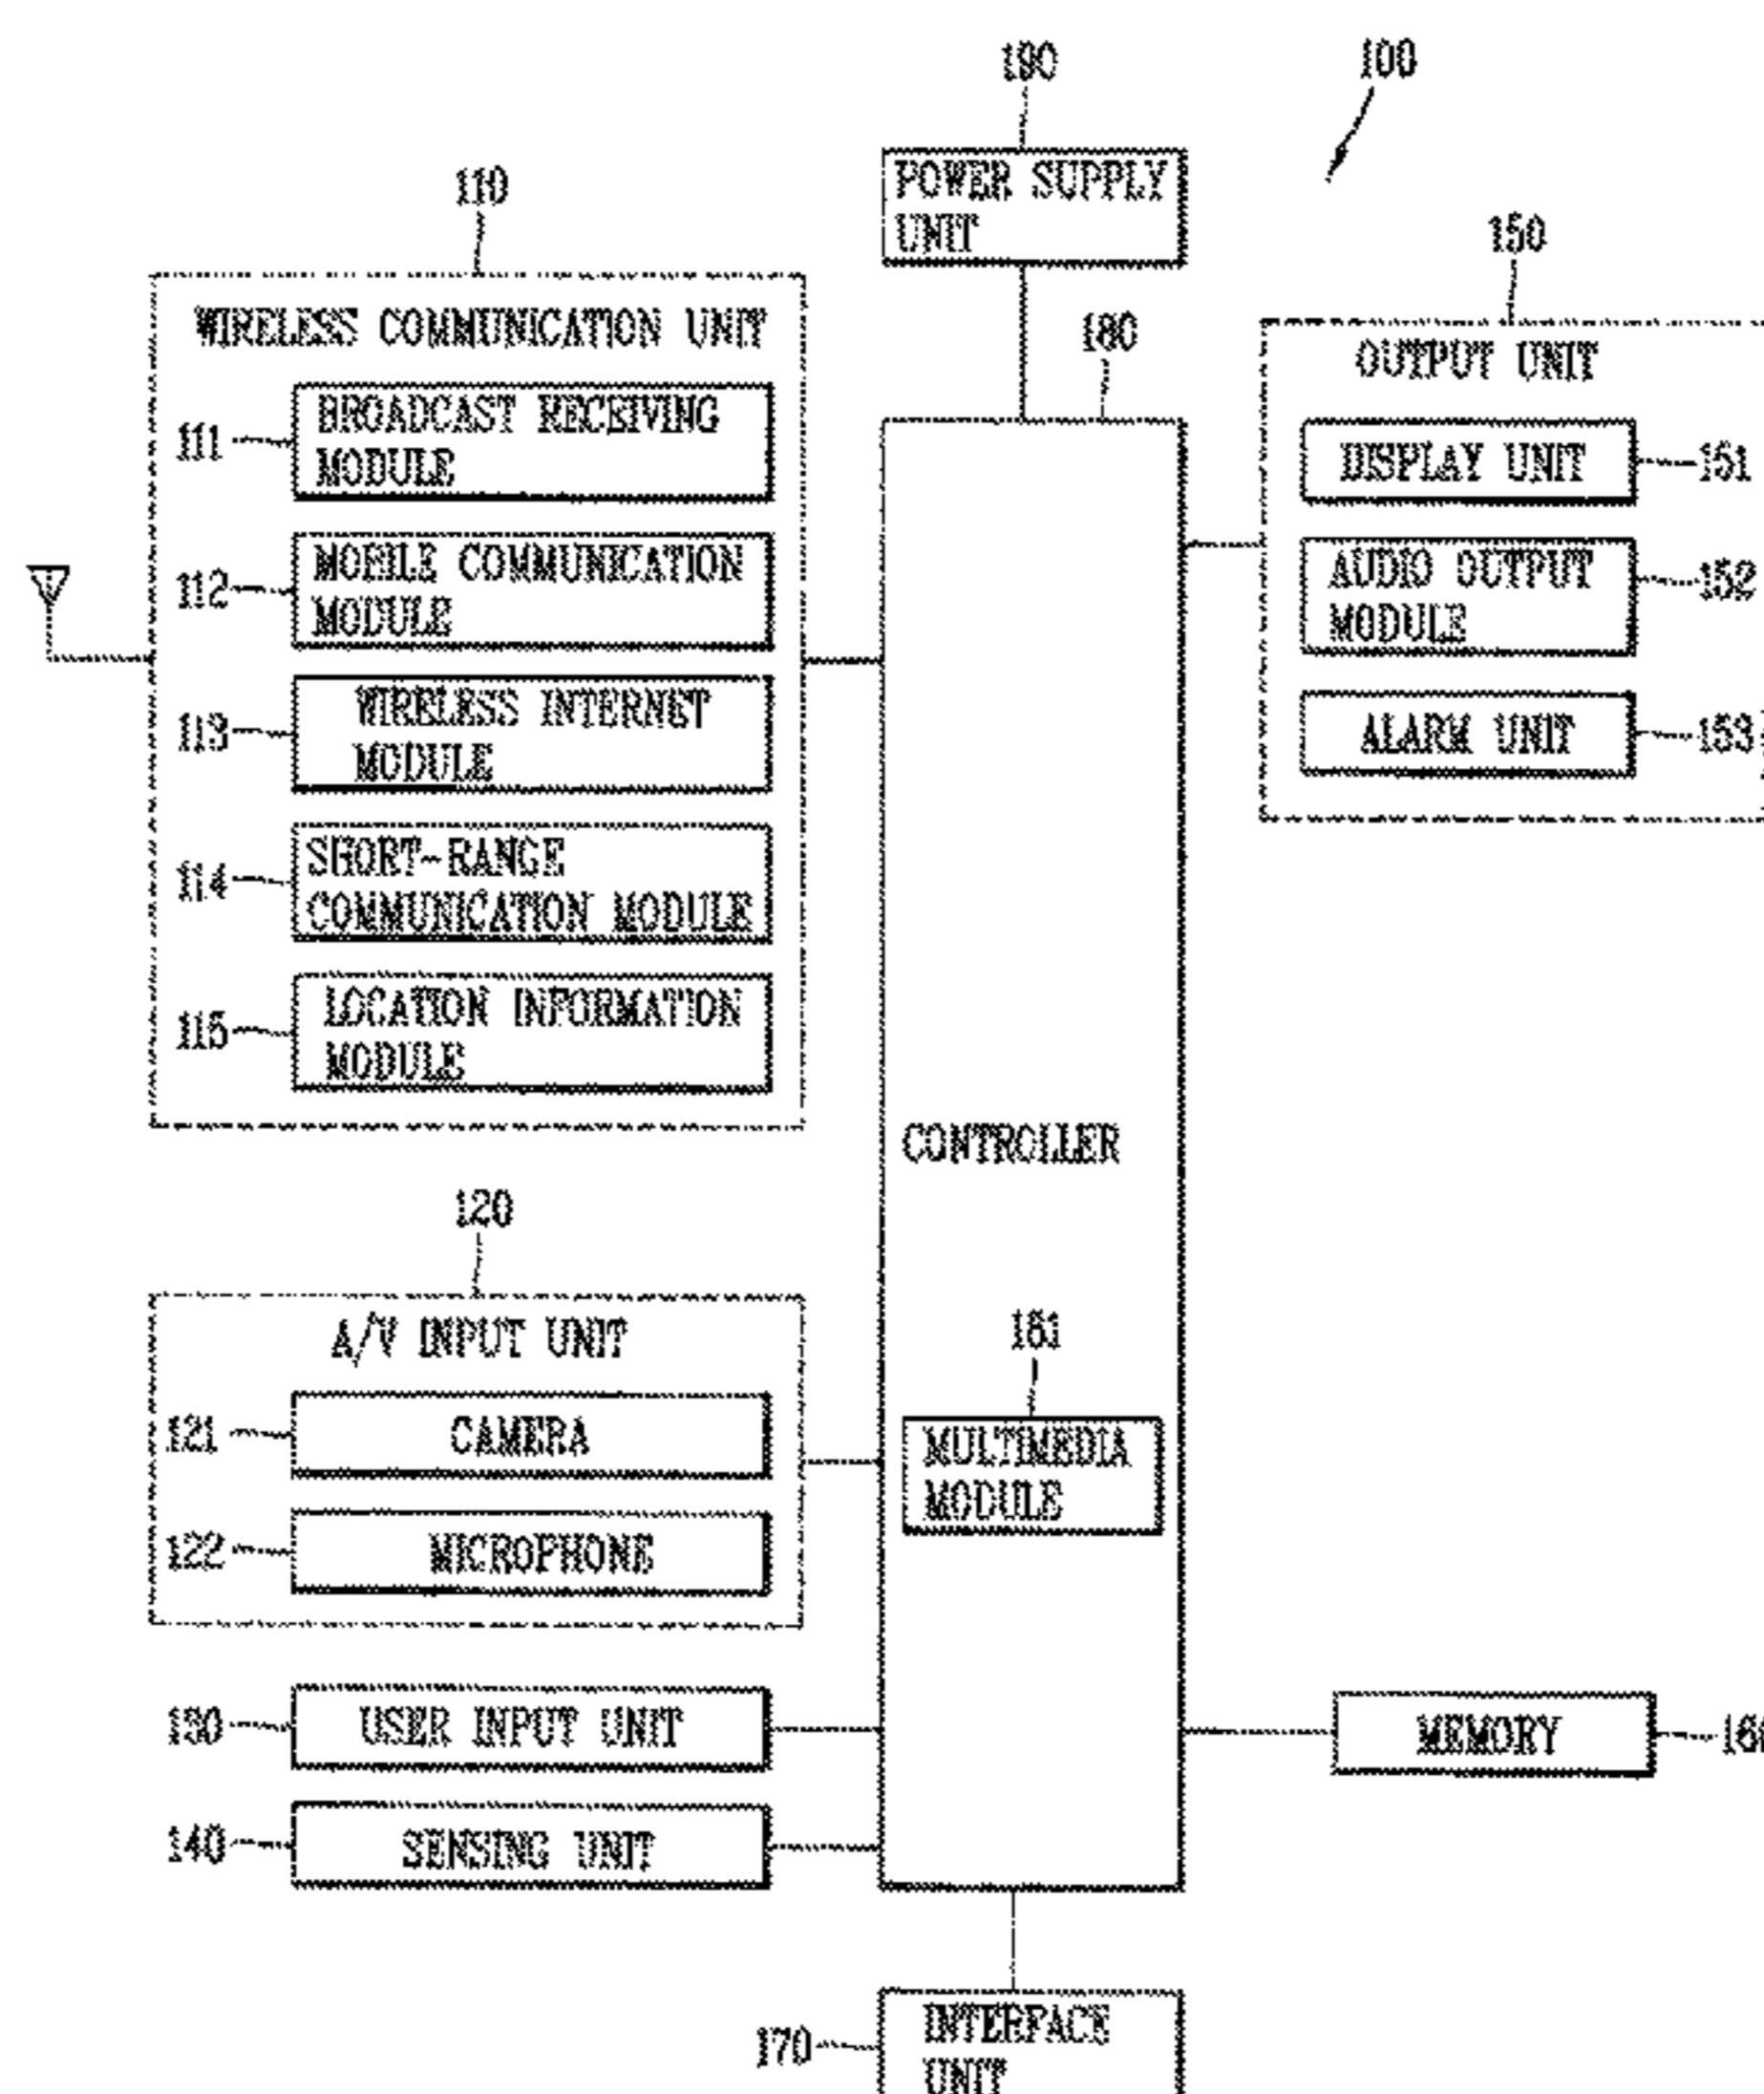 190
100
POWER SUPPLY
UNIT
110
WIRELESS COMMUNICATION UNIT
111
BROADCAST RECEIVING
MODULE
112
MOBILE COMMUNICATION
MODULE
113
WIRELESS INTERNET
MODULE
114
SHORT-RANGE
COMMUNICATION MODULE
115
LOCATION INFORMATION
MODULE
180
CONTROLLER
181
MULTIMEDIA
MODULE
150
OUTPUT UNIT
DISPLAY UNIT
151
AUDIO OUTPUT
MODULE
152
ALARM UNIT
153
120
A/V INPUT UNIT
121
CAMERA
122
MICROPHONE
130
USER INPUT UNIT
140
SENSING UNIT
MEMORY
170
INTERFACE
UNIT